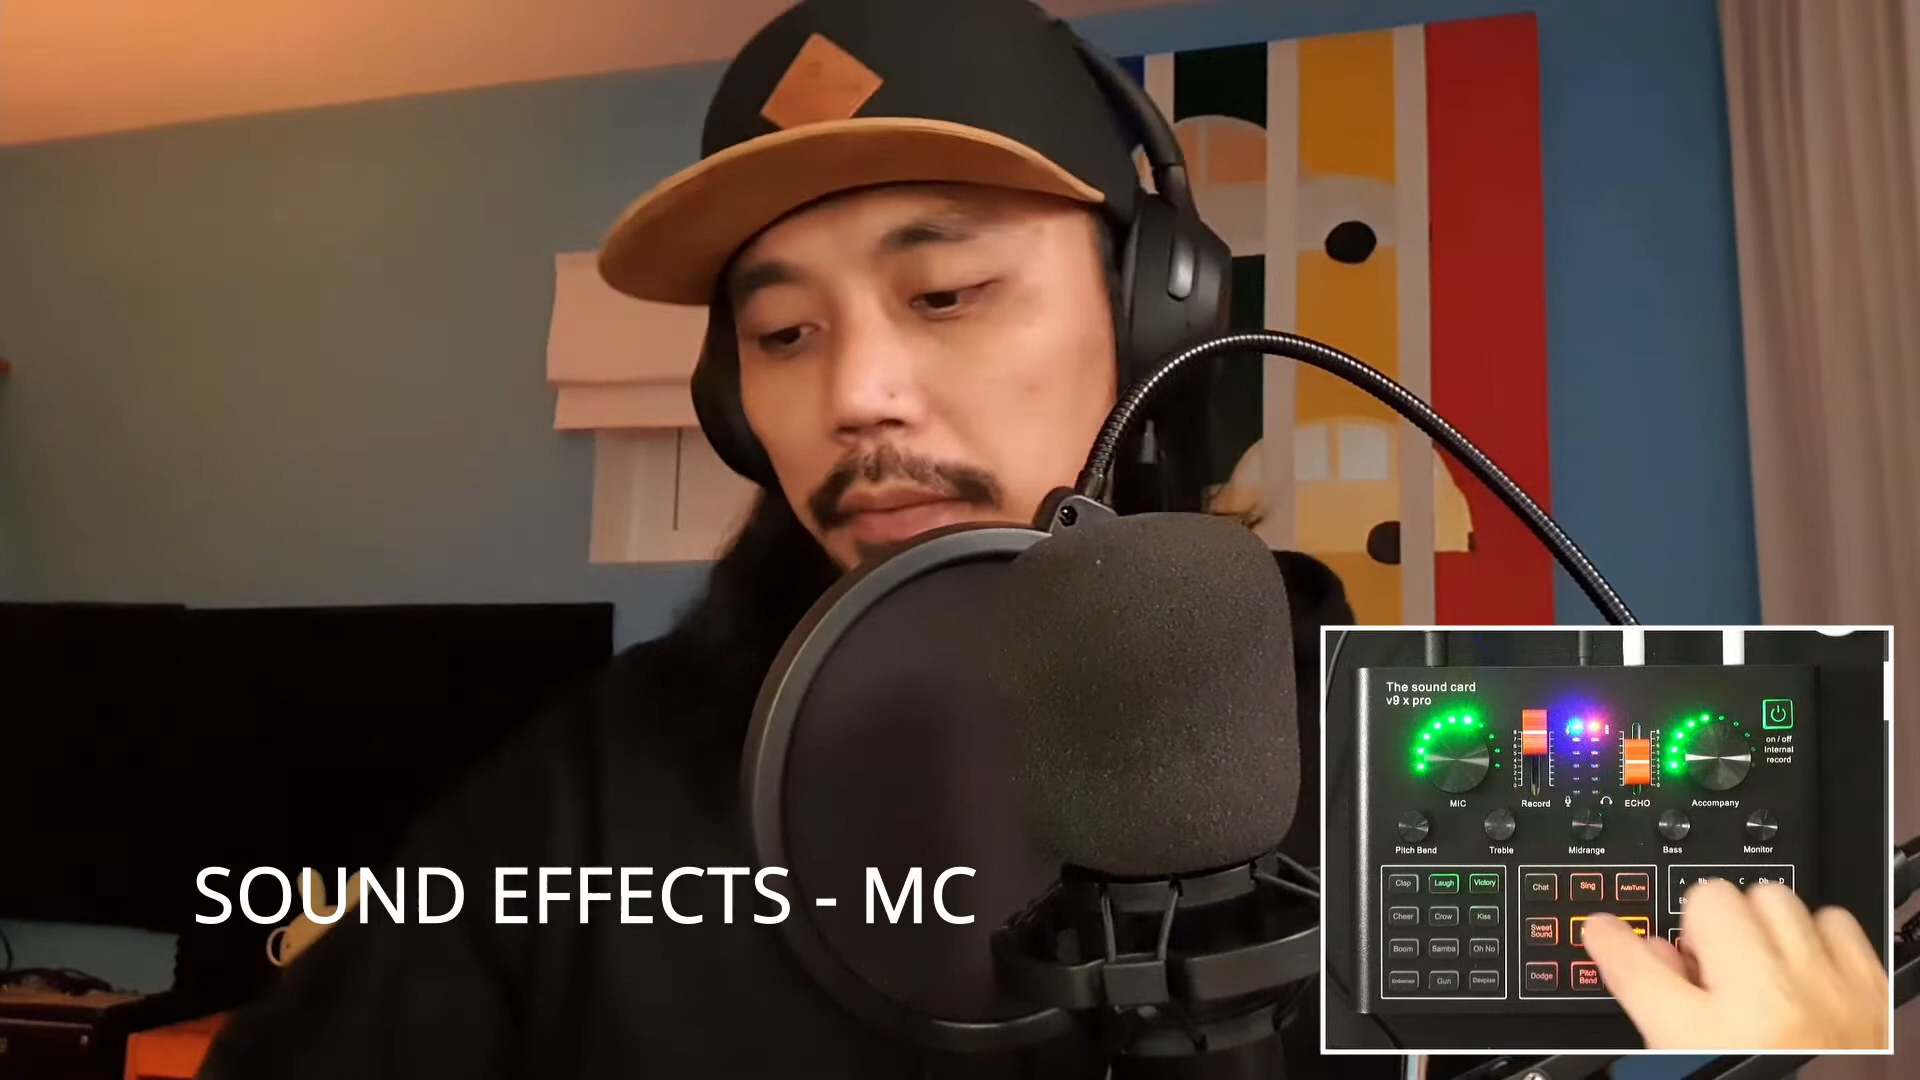 The sound card
v9 x pro
on / off
Internal
record
MIC
Record
ECHO
Accompany
Pitch Bend
Treble
Midrange
Bass
Monitor
Clap
Laugh
Victory
Chat
Sing
AutoTune
A
Bb
C
Db
D
Cheer
Crow
Kiss
Sweet
Sound
Boom
Samba
Oh No
Dodge
Pitch
Bend
Gun
SOUND EFFECTS - MC